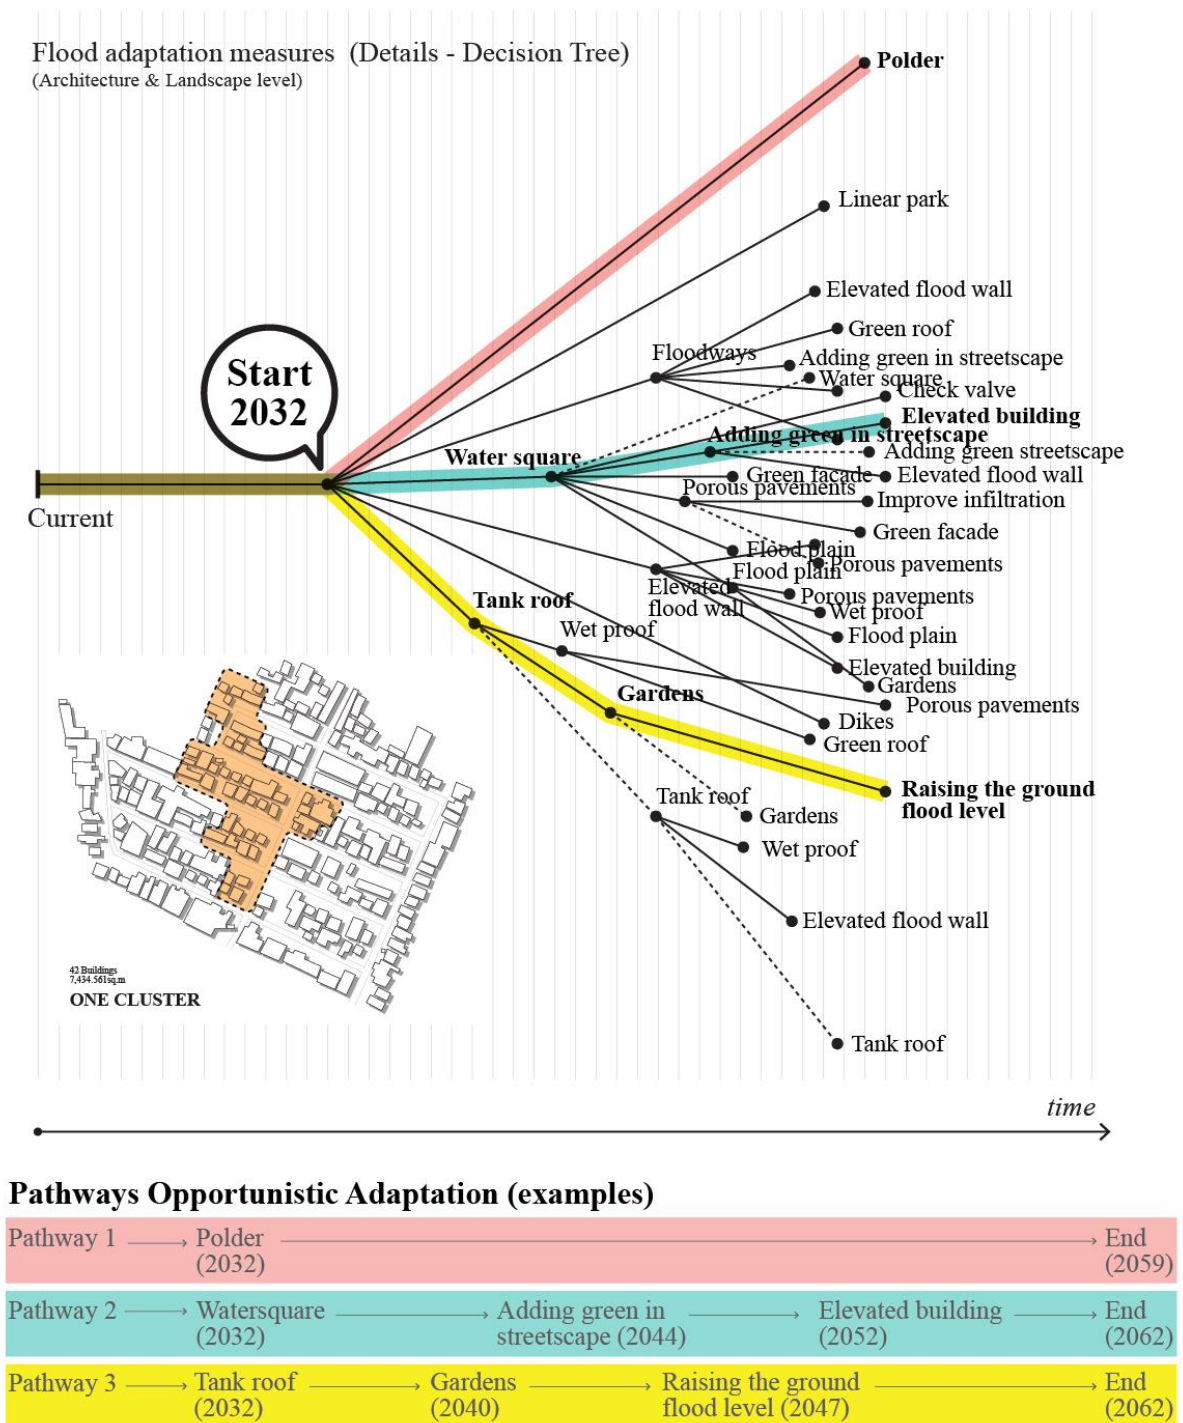 Flood adaptation measures (Details - Decision Tree)
(Architecture & Landscape level)
Polder
Linear park
Elevated flood wall
Green roof
Floodways
Adding green in streetscape
Water square
Check valve
Start
2032
Elevated building
Adding green in streetscape
Water square
Adding green streetscape
Green facade
Elevated flood wall
Porous pavements
Improve infiltration
Current
Green facade
Flood plain
Porous pavements
Flood plain
Elevated
flood wall
Porous pavements
Wet proof
Tank roof
Wet proof
Flood plain
Elevated building
Gardens
Gardens
Porous pavements
Dikes
Green roof
Raising the ground
flood level
Tank roof
Gardens
Wet proof
Elevated flood wall
42 Buildings
7,434.561sq.m
ONE CLUSTER
Tank roof
time
Pathways Opportunistic Adaptation (examples)
Pathway 1 Polder End
(2032) (2059)
Pathway 2 Watersquare Adding green in Elevated building End
(2032) streetscape (2044) (2052) (2062)
Pathway 3 Tank roof Gardens Raising the ground End
(2032) (2040) flood level (2047) (2062)